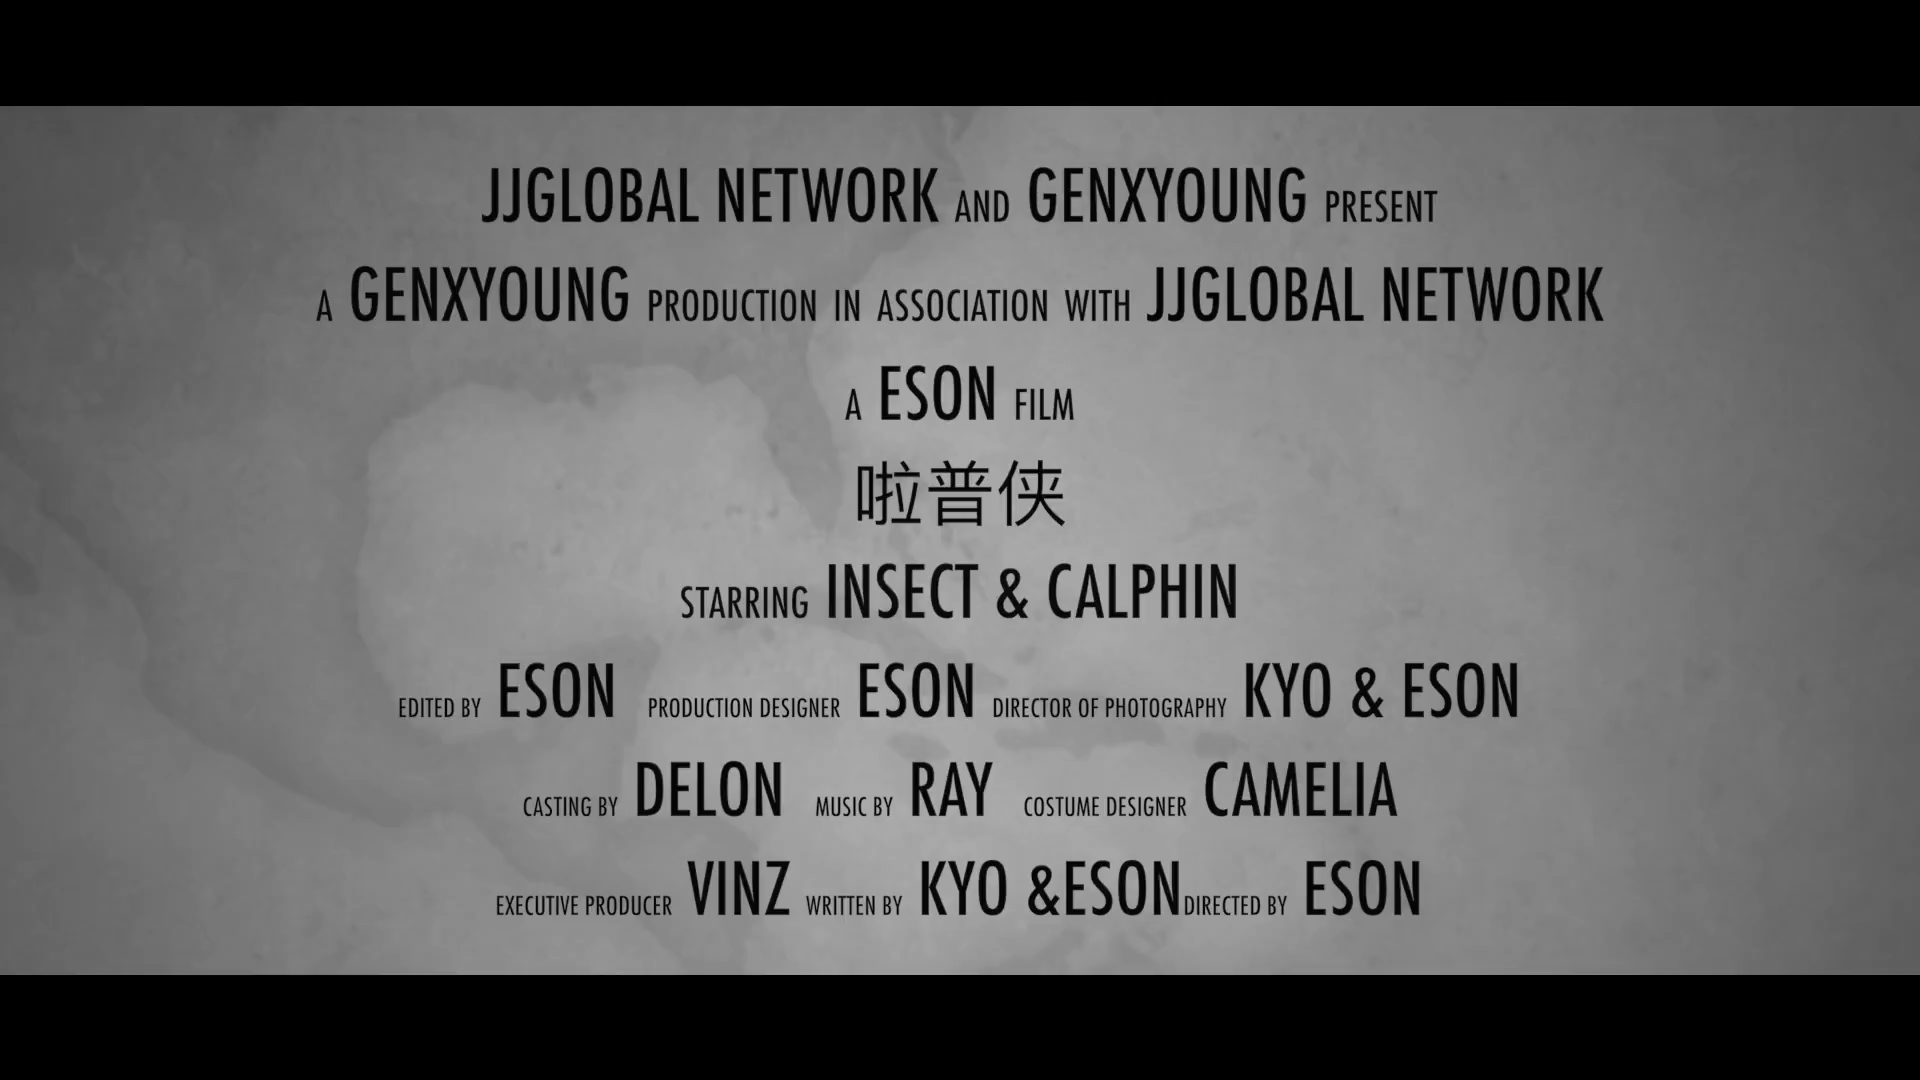 JJGLOBAL NETWORK AND GENXYOUNG PRESENT
A GENXYOUNG PRODUCTION IN ASSOCIATION WITH JJGLOBAL NETWORK
A ESON FILM
啦普侠
STARRING INSECT & CALPHIN
EDITED BY ESON PRODUCTION DESIGNER ESON DIRECTOR OF PHOTOGRAPHY KYO & ESON
CASTING BY DELON MUSIC BY RAY COSTUME DESIGNER CAMELIA
EXECUTIVE PRODUCER VINZ WRITTEN BY KYO &ESON DIRECTED BY ESON